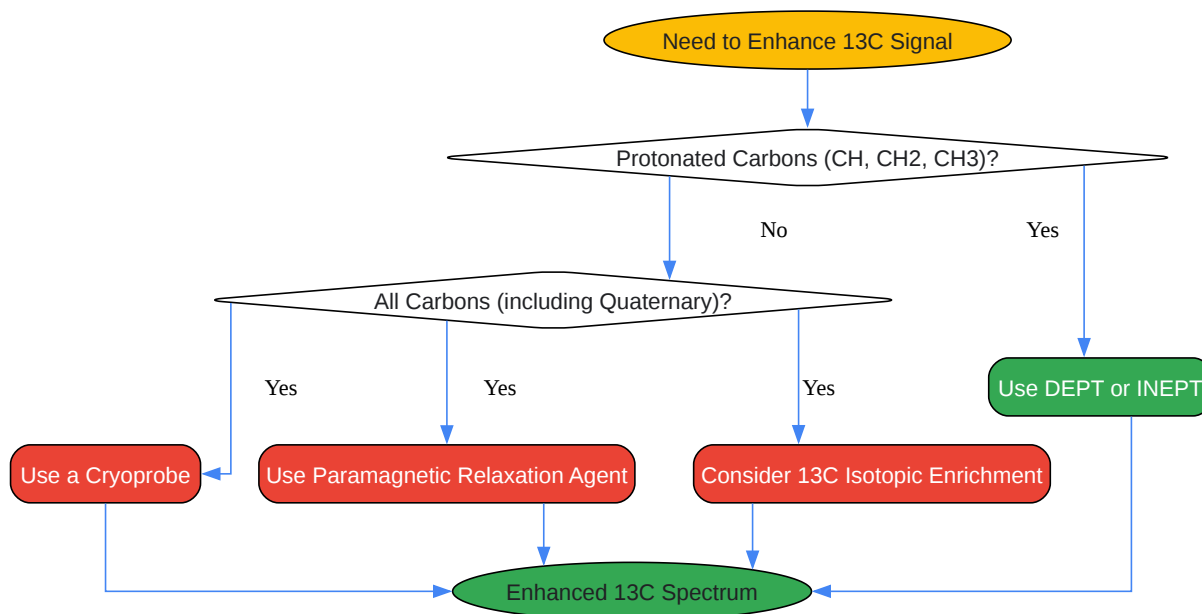 Need to Enhance 13C Signal
Protonated Carbons (CH, CH2, CH3)?
No
Yes
All Carbons (including Quaternary)?
Yes
Yes
Yes
Use DEPT or INEPT
Use a Cryoprobe
Use Paramagnetic Relaxation Agent
Consider 13C Isotopic Enrichment
Enhanced 13C Spectrum